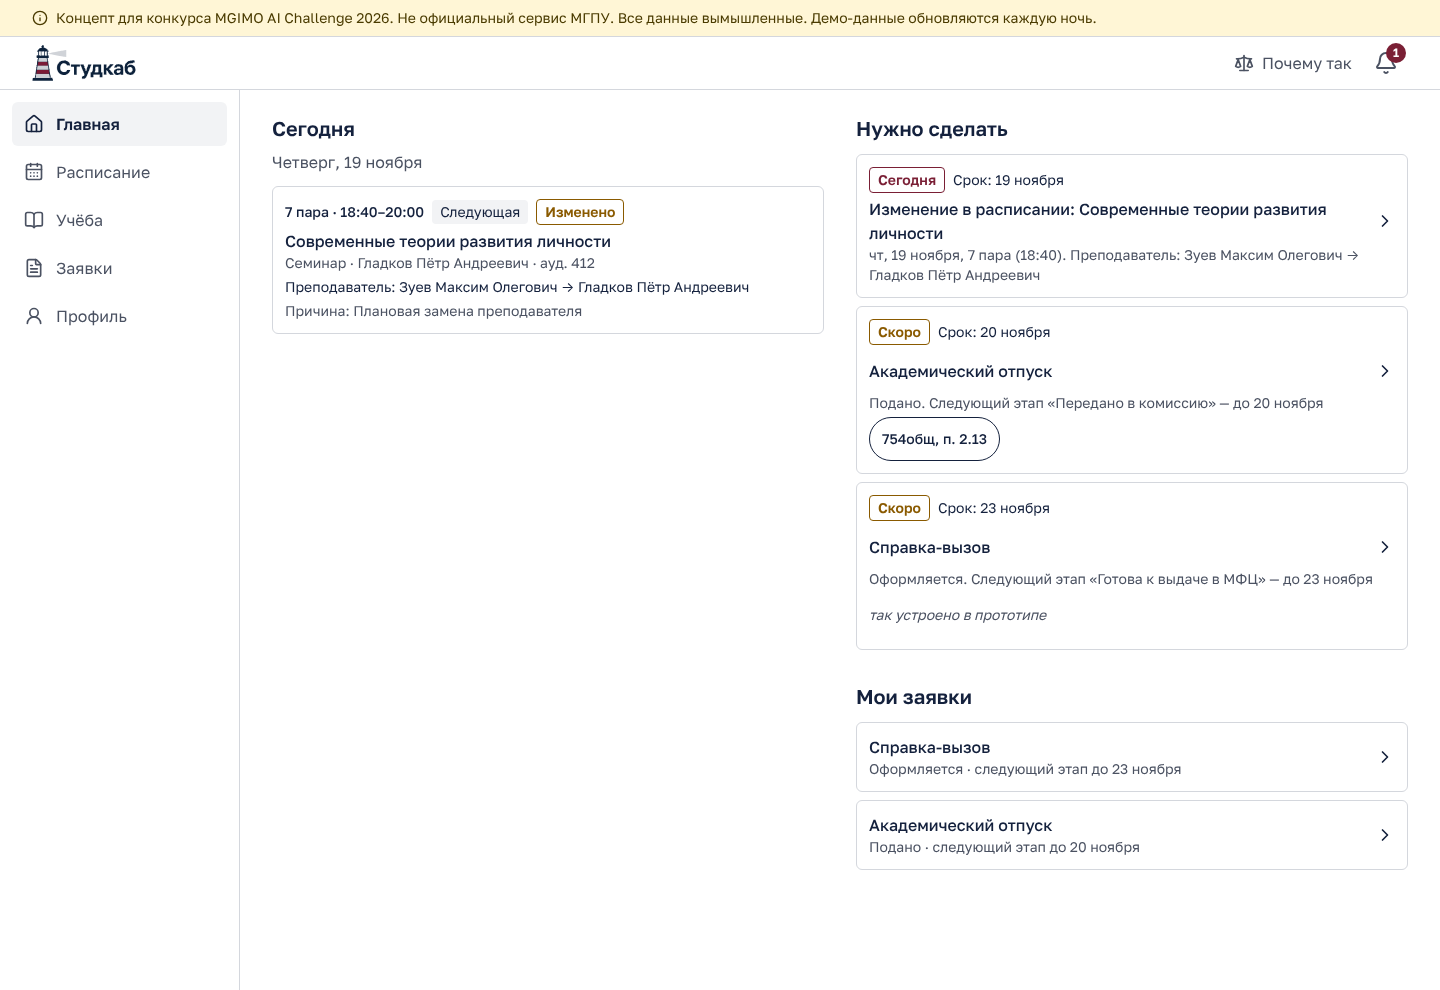 Концепт для конкурса MGIMO AI Challenge 2026. Не официальный сервис МГПУ. Все данные вымышленные. Демо-данные обновляются каждую ночь.
Студкаб
Почему так
1
Главная
Расписание
Учёба
Заявки
Профиль
Сегодня
Четверг, 19 ноября
7 пара · 18:40–20:00 Следующая Изменено
Современные теории развития личности
Семинар · Гладков Пётр Андреевич · ауд. 412
Преподаватель: Зуев Максим Олегович → Гладков Пётр Андреевич
Причина: Плановая замена преподавателя
Нужно сделать
Сегодня Срок: 19 ноября
Изменение в расписании: Современные теории развития
личности
чт, 19 ноября, 7 пара (18:40). Преподаватель: Зуев Максим Олегович →
Гладков Пётр Андреевич
Скоро Срок: 20 ноября
Академический отпуск
Подано. Следующий этап «Передано в комиссию» — до 20 ноября
754общ, п. 2.13
Скоро Срок: 23 ноября
Справка-вызов
Оформляется. Следующий этап «Готова к выдаче в МФЦ» — до 23 ноября
так устроено в прототипе
Мои заявки
Справка-вызов
Оформляется · следующий этап до 23 ноября
Академический отпуск
Подано · следующий этап до 20 ноября